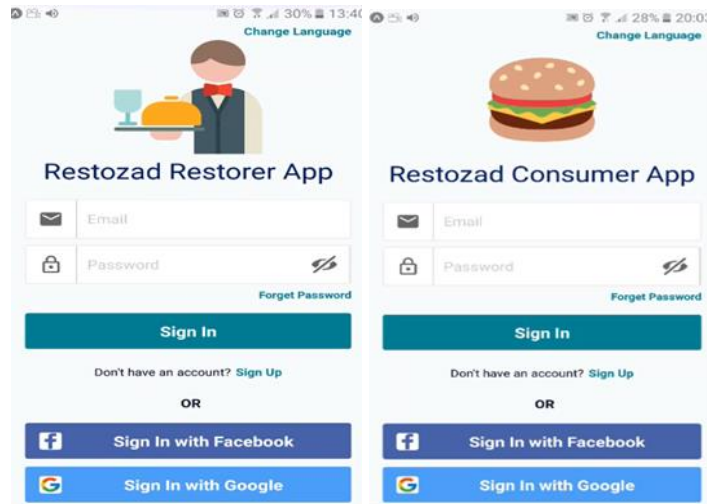 30% 13:40
Change Language
Restozad Restorer App
Email
Password
Forget Password
Sign In
Don't have an account? Sign Up
OR
Sign In with Facebook
Sign In with Google
28% 20:03
Change Language
Restozad Consumer App
Email
Password
Forget Password
Sign In
Don't have an account? Sign Up
OR
Sign In with Facebook
Sign In with Google